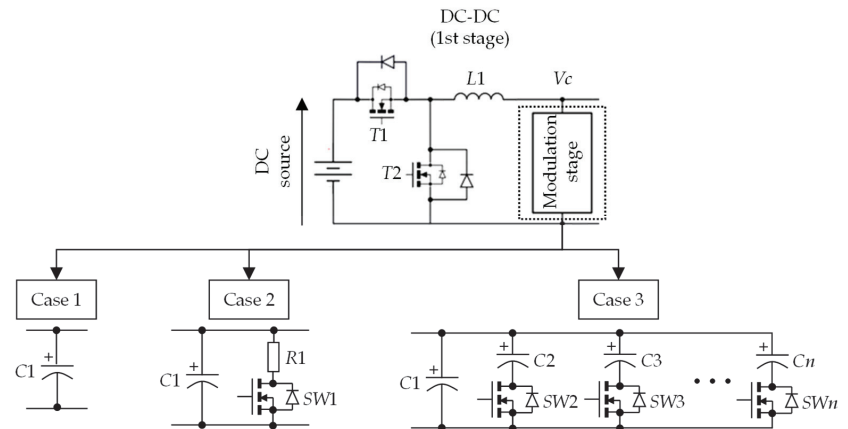 DC-DC
(1st stage)
L1
Vc
T1
DC
source
T2
Modulation
stage
Case 1
Case 2
Case 3
+
C1
+
C1
R1
SW1
+
C1
+
C2
SW2
+
C3
SW3
• • •
+
Cn
SWn